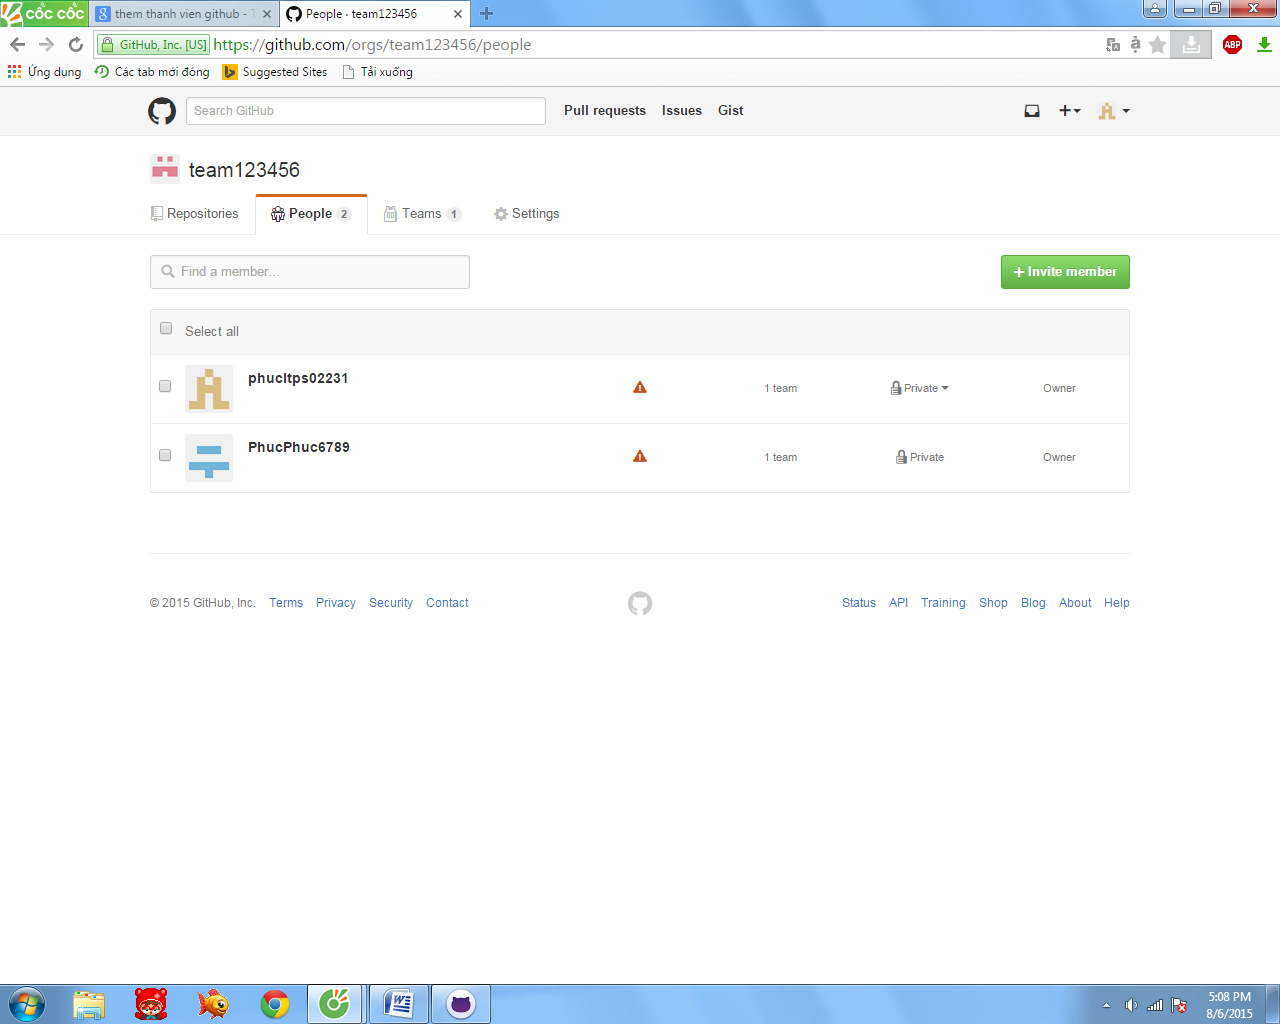 CỐC CỐC
them thanh vien github - T
People · team123456
GitHub, Inc. [US]
https://github.com/orgs/team123456/people
ABP
Ứng dụng
Các tab mới đóng
Suggested Sites
Tải xuống
Search GitHub
Pull requests
Issues
Gist
team123456
Repositories
People 2
Teams 1
Settings
Find a member...
Invite member
Select all
phucltps02231
1 team
Private
Owner
PhucPhuc6789
1 team
Private
Owner
© 2015 GitHub, Inc.
Terms
Privacy
Security
Contact
Status
API
Training
Shop
Blog
About
Help
5:08 PM
8/6/2015